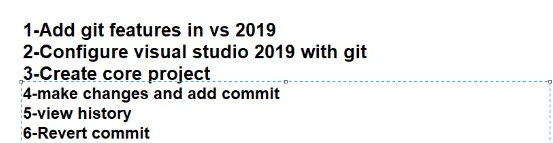 1-Add git features in vs 2019
2-Configure visual studio 2019 with git
3-Create core project
4-make changes and add commit
5-view history
6-Revert commit